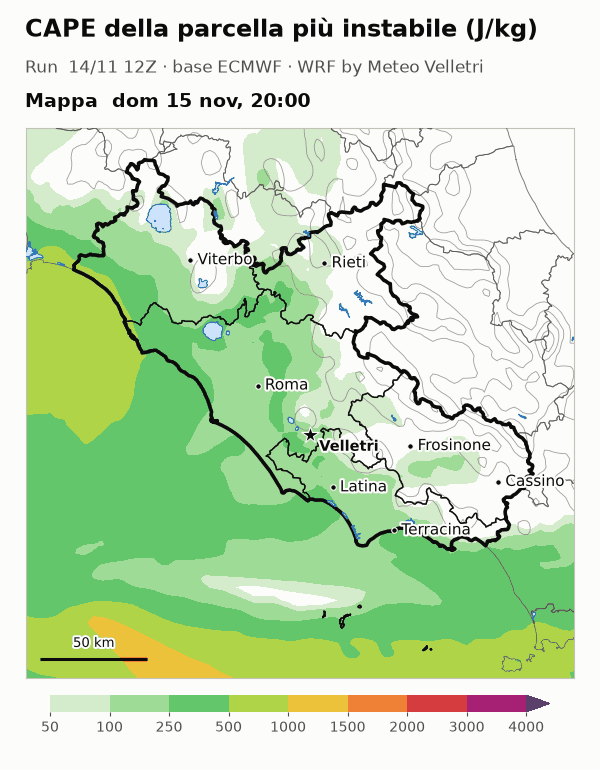 CAPE della parcella più instabile (J/kg)
Run  14/11 12Z · base ECMWF · WRF by Meteo Velletri
Mappa  dom 15 nov, 20:00
Viterbo
Rieti
Roma
Velletri
Frosinone
Cassino
Latina
Terracina
50 km
50 100 250 500 1000 1500 2000 3000 4000